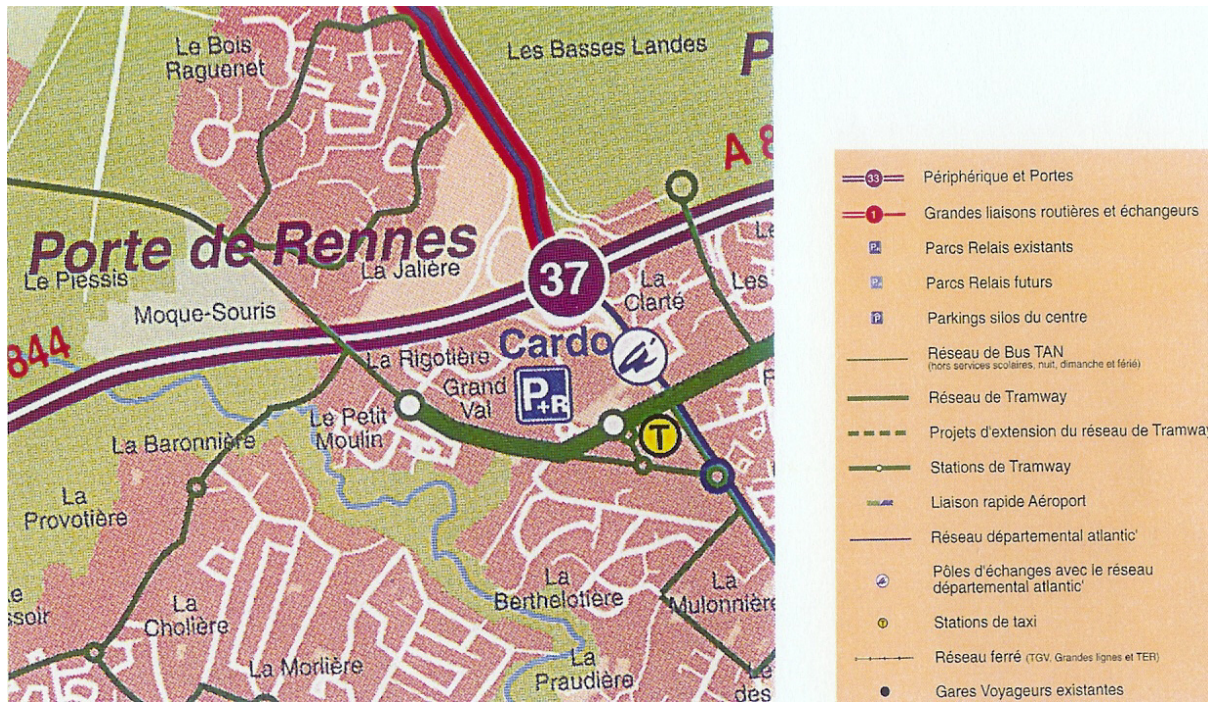 Le Bois
Raguenet
Les Basses Landes
P
A 8
Porte de Rennes
Le Plessis
La Jalière
37
La
Clarté
Les
Moque-Souris
844
La Rigotière
Cardo
Grand
Val
P+R
Le Petit
Moulin
T
La Baronnière
La
Provotière
La
Cholière
La
Berthelotière
La
Mulonnière
La Morlière
La
Praudière
Le
des
33 Périphérique et Portes
1 Grandes liaisons routières et échangeurs
Parcs Relais existants
Parcs Relais futurs
P Parkings silos du centre
Réseau de Bus TAN
(hors services scolaires, nuit, dimanche et férié)
Réseau de Tramway
Projets d'extension du réseau de Tramway
Stations de Tramway
Liaison rapide Aéroport
Réseau départemental atlantic'
Pôles d'échanges avec le réseau
départemental atlantic'
T Stations de taxi
Réseau ferré (TGV, Grandes lignes et TER)
Gares Voyageurs existantes